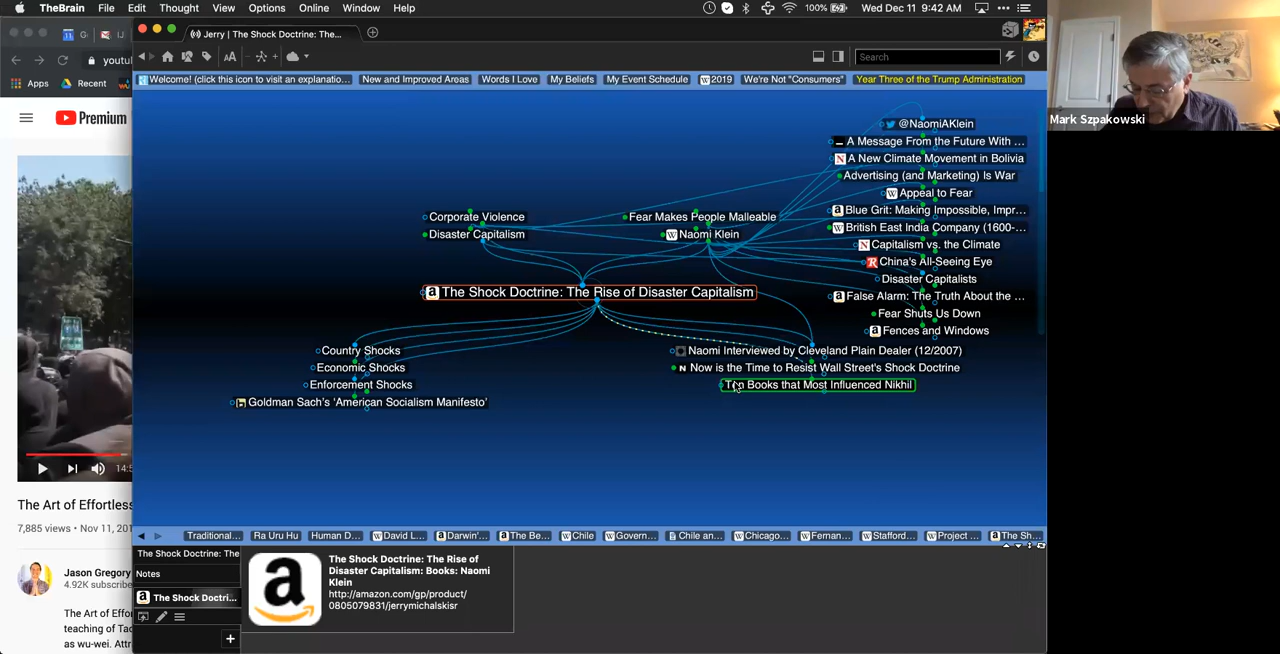 TheBrain File Edit Thought View Options Online Window Help 100% Wed Dec 11 9:42 AM
Jerry | The Shock Doctrine: The...
youtu
AA Search
Apps Recent
Welcome! (click this icon to view an explanatio... New and Improved Areas Words I Love My Beliefs My Event Schedule 2019 We're Not "Consumers" Year Three of the Trump Administration
Premium
Mark Szpakowski
@NaomiAKlein
A Message From the Future With ...
A New Climate Movement in Bolivia
Advertising (and Marketing) Is War
Appeal to Fear
Blue Grit: Making Impossible, Impr...
British East India Company (1600-...
Capitalism vs. the Climate
China's All-Seeing Eye
Disaster Capitalists
False Alarm: The Truth About the ...
Fear Shuts Us Down
Fences and Windows
Corporate Violence
Disaster Capitalism
Fear Makes People Malleable
Naomi Klein
The Shock Doctrine: The Rise of Disaster Capitalism
Country Shocks
Economic Shocks
Enforcement Shocks
Goldman Sach's 'American Socialism Manifesto'
Naomi Interviewed by Cleveland Plain Dealer (12/2007)
Now is the Time to Resist Wall Street's Shock Doctrine
Ten Books that Most Influenced Nikhil
14:5
The Art of Effortless
7,885 views • Nov 11, 201
Jason Gregory
4.92K subscribe
The Art of Effor
teaching of Tao
as wu-wei. Attr
Traditional... Ra Uru Hu Human D... David L... Darwin'... The Be... Chile Govern... Chile an... Chicago... Fernan... Stafford... Project ... The Sh...
The Shock Doctrine: The
Notes
The Shock Doctri...
The Shock Doctrine: The Rise of
Disaster Capitalism: Books: Naomi
Klein
http://amazon.com/gp/product/
0805079831/jerrymichalskisr